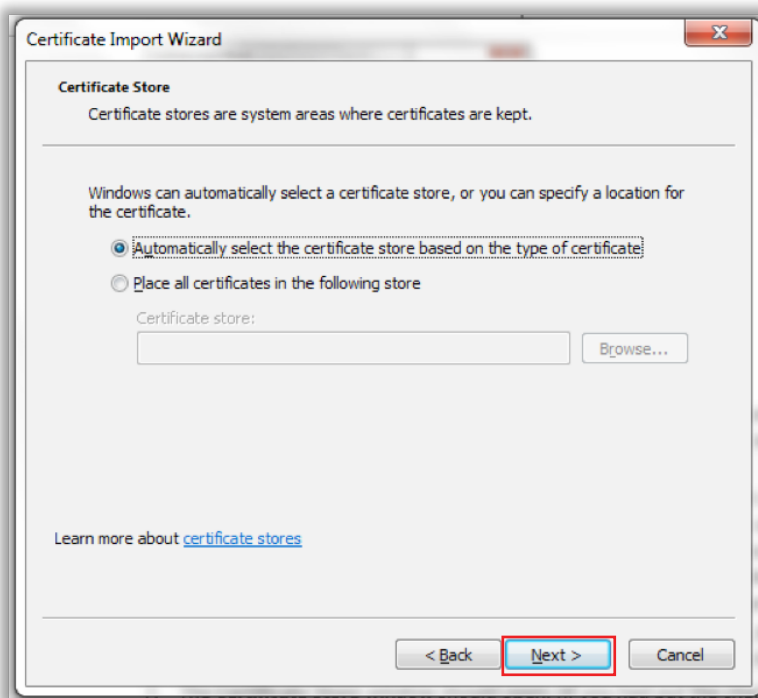 Certificate Import Wizard
Certificate Store
Certificate stores are system areas where certificates are kept.
Windows can automatically select a certificate store, or you can specify a location for
the certificate.
Automatically select the certificate store based on the type of certificate
Place all certificates in the following store
Certificate store:
Browse...
Learn more about certificate stores
< Back Next > Cancel